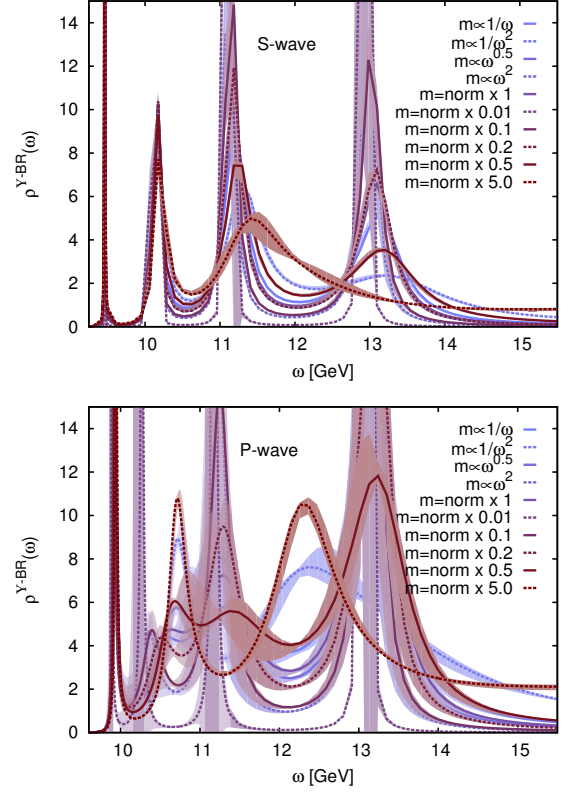 14
12
10
8
6
4
2
0
ρ^Y-BR(ω)
S-wave
m∝1/ω
m∝1/ω²
m∝ω^0.5
m∝ω²
m=norm x 1
m=norm x 0.01
m=norm x 0.1
m=norm x 0.2
m=norm x 0.5
m=norm x 5.0
10 11 12 13 14 15
ω [GeV]
14
12
10
8
6
4
2
0
ρ^Y-BR(ω)
P-wave
m∝1/ω
m∝1/ω²
m∝ω^0.5
m∝ω²
m=norm x 1
m=norm x 0.01
m=norm x 0.1
m=norm x 0.2
m=norm x 0.5
m=norm x 5.0
10 11 12 13 14 15
ω [GeV]